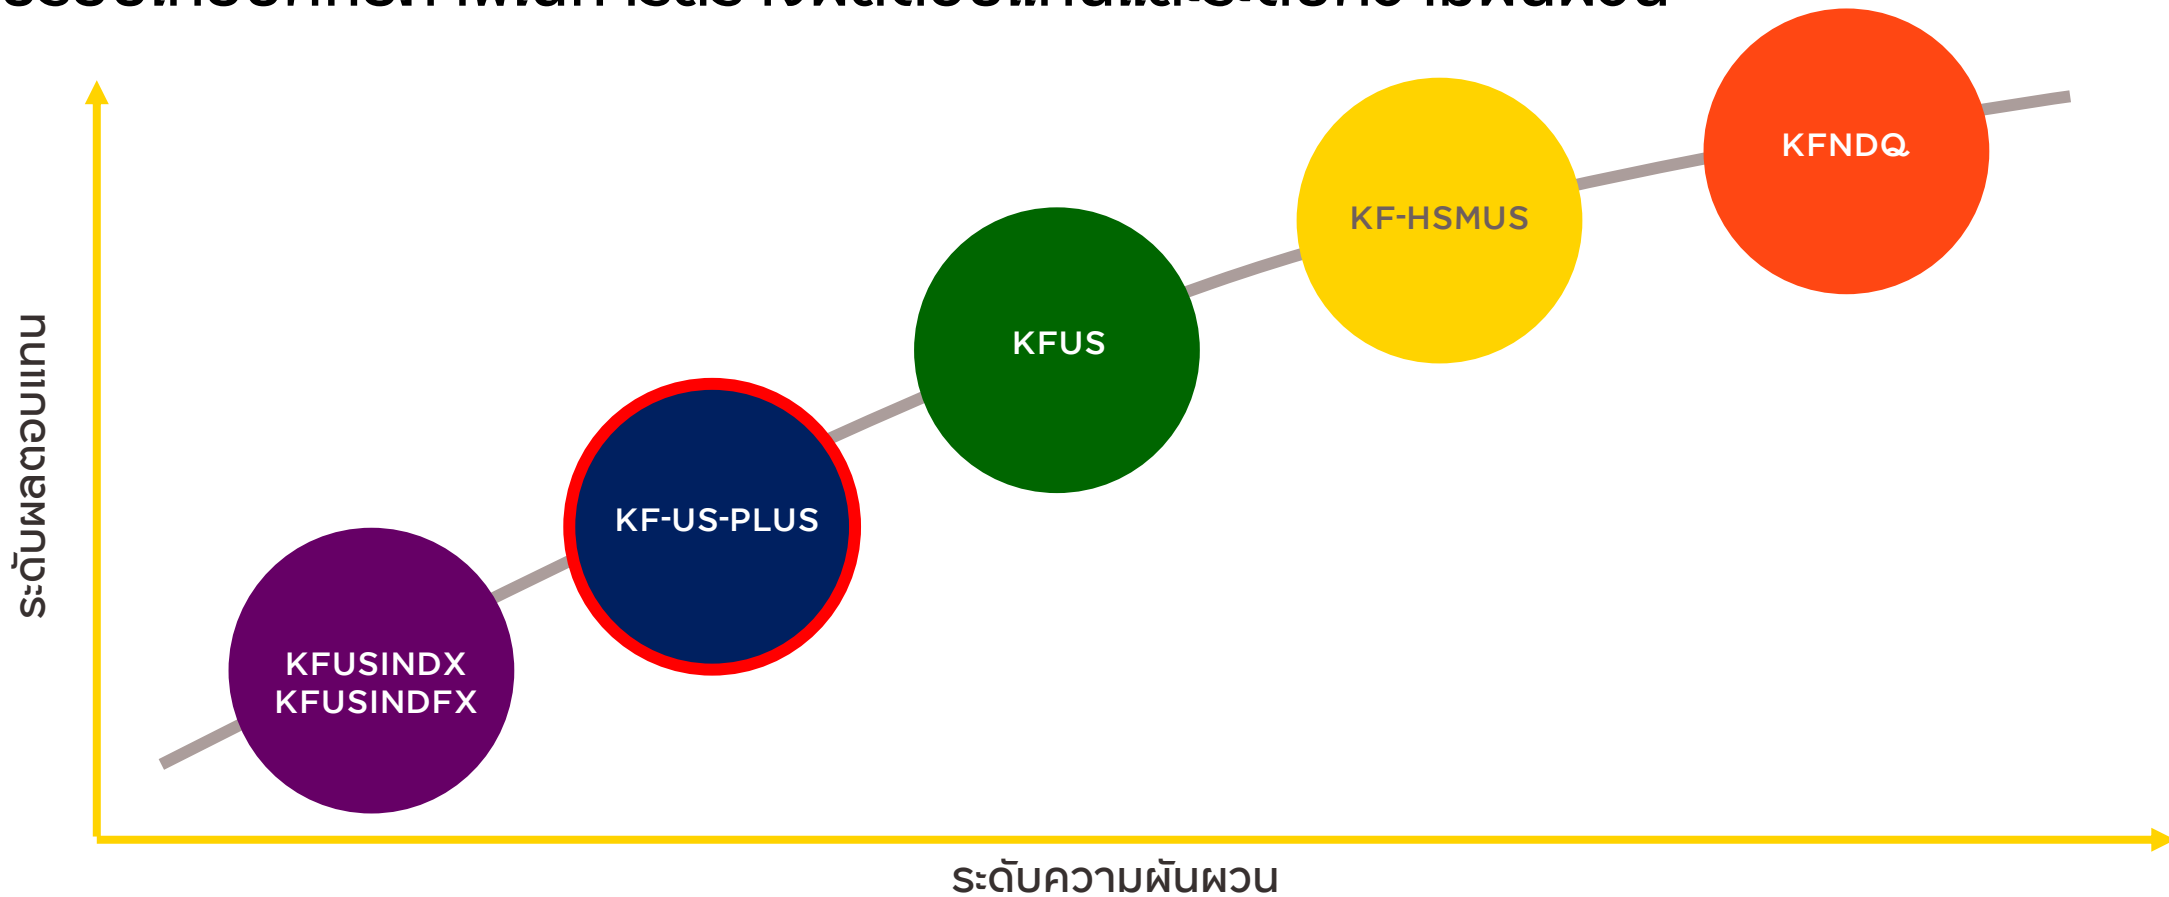 KFNDQ
KF-HSMUS
KFUS
KF-US-PLUS
KFUSINDX
KFUSINDFX
ระดับผลตอบแทน
ระดับความผันผวน